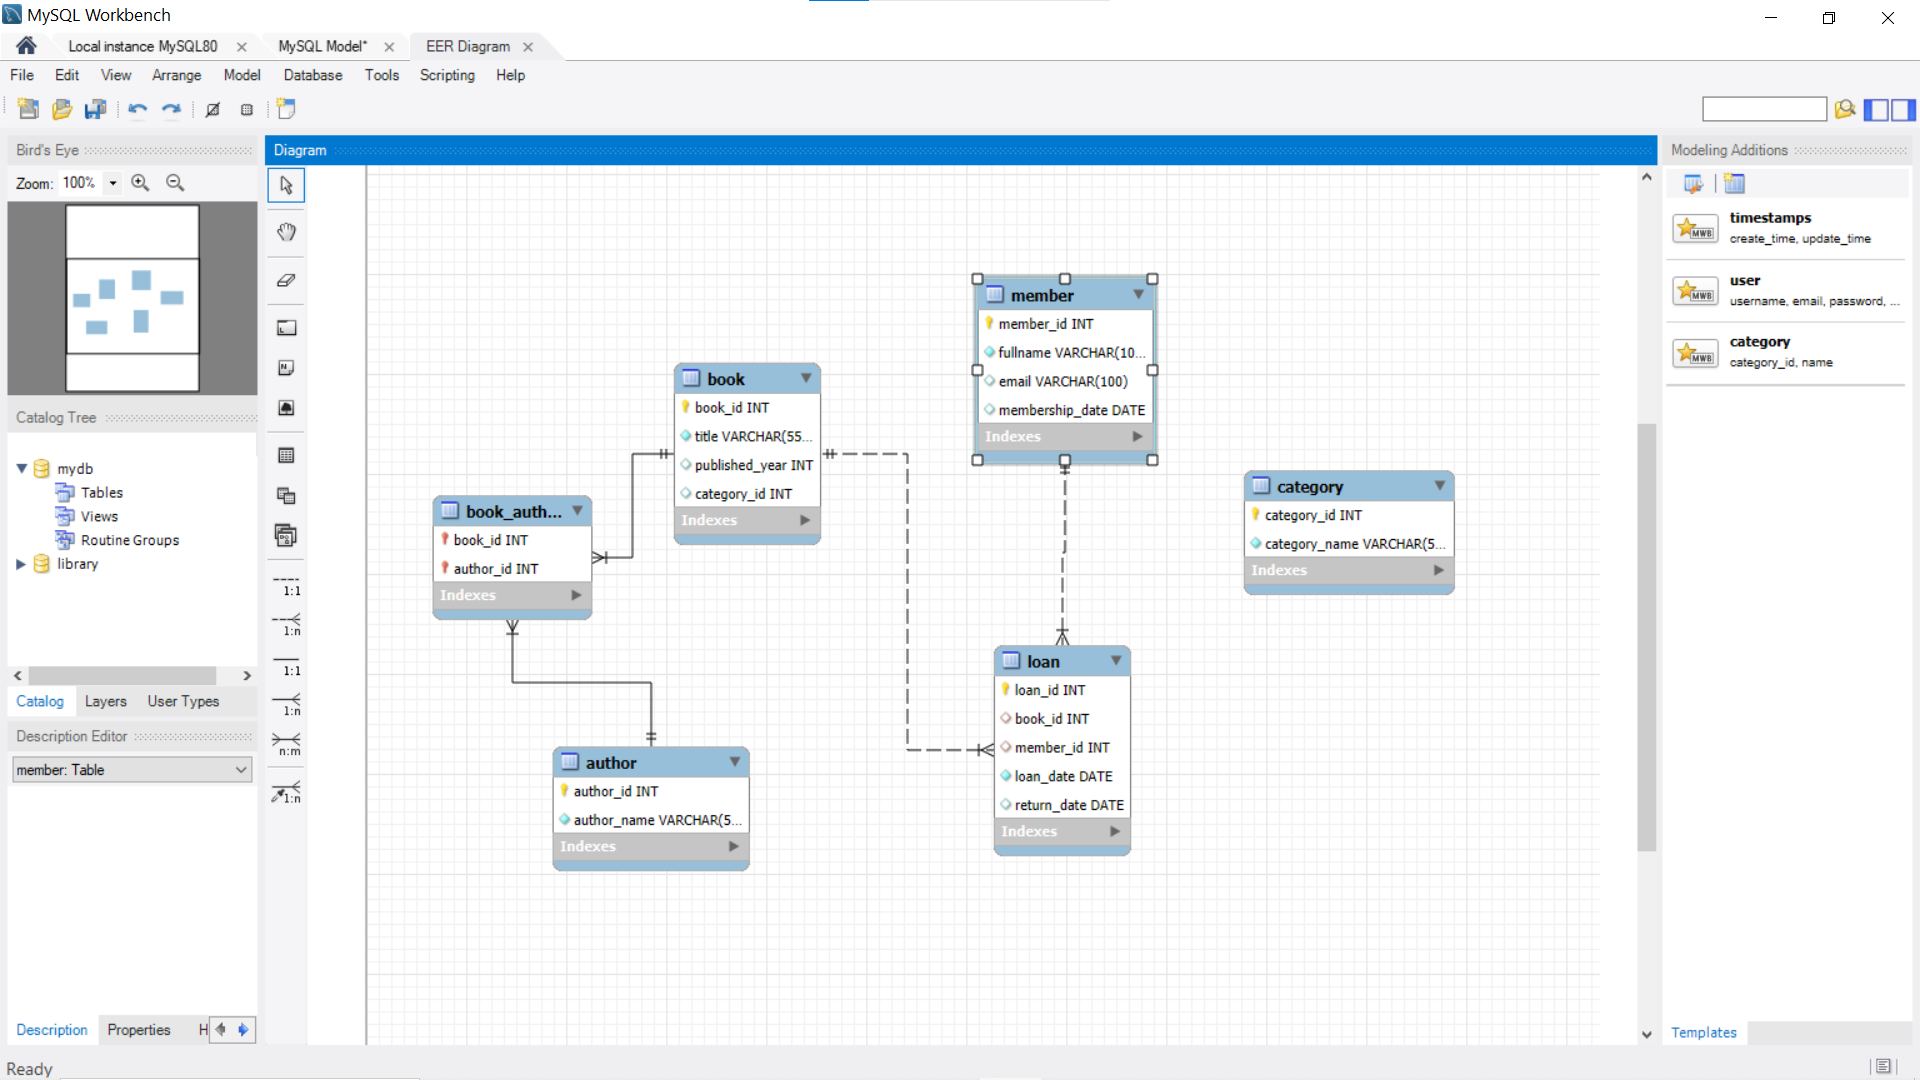 MySQL Workbench
Local instance MySQL80
MySQL Model*
EER Diagram
File Edit View Arrange Model Database Tools Scripting Help
Bird's Eye
Zoom: 100%
Catalog Tree
mydb
Tables
Views
Routine Groups
library
Catalog Layers User Types
Description Editor
member: Table
Description Properties H
Ready
Diagram
1:1
1:n
1:1
1:n
n:m
1:n
book_auth...
book_id INT
author_id INT
Indexes
book
book_id INT
title VARCHAR(55...
published_year INT
category_id INT
Indexes
author
author_id INT
author_name VARCHAR(5...
Indexes
member
member_id INT
fullname VARCHAR(10...
email VARCHAR(100)
membership_date DATE
Indexes
loan
loan_id INT
book_id INT
member_id INT
loan_date DATE
return_date DATE
Indexes
category
category_id INT
category_name VARCHAR(5...
Indexes
Modeling Additions
MWB
timestamps
create_time, update_time
MWB
user
username, email, password, ...
MWB
category
category_id, name
Templates